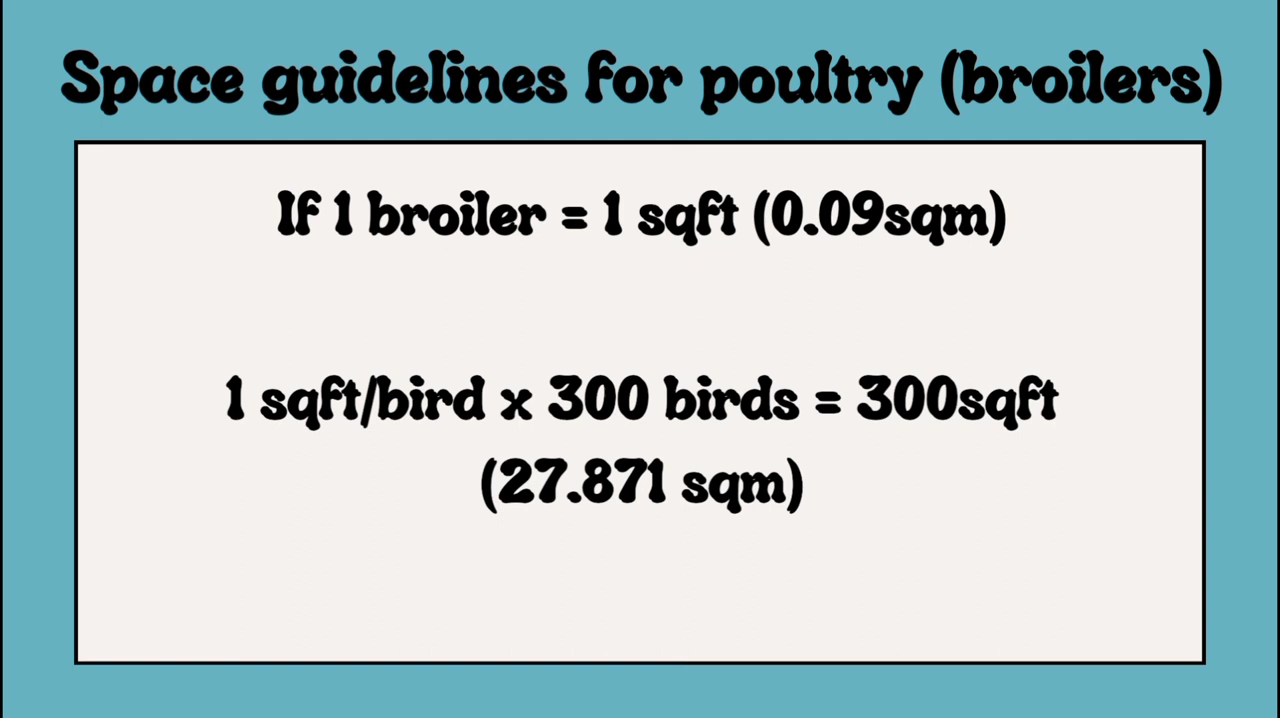 Space guidelines for poultry (broilers)
If 1 broiler = 1 sqft (0.09sqm)
1 sqft/bird x 300 birds = 300sqft
(27.871 sqm)